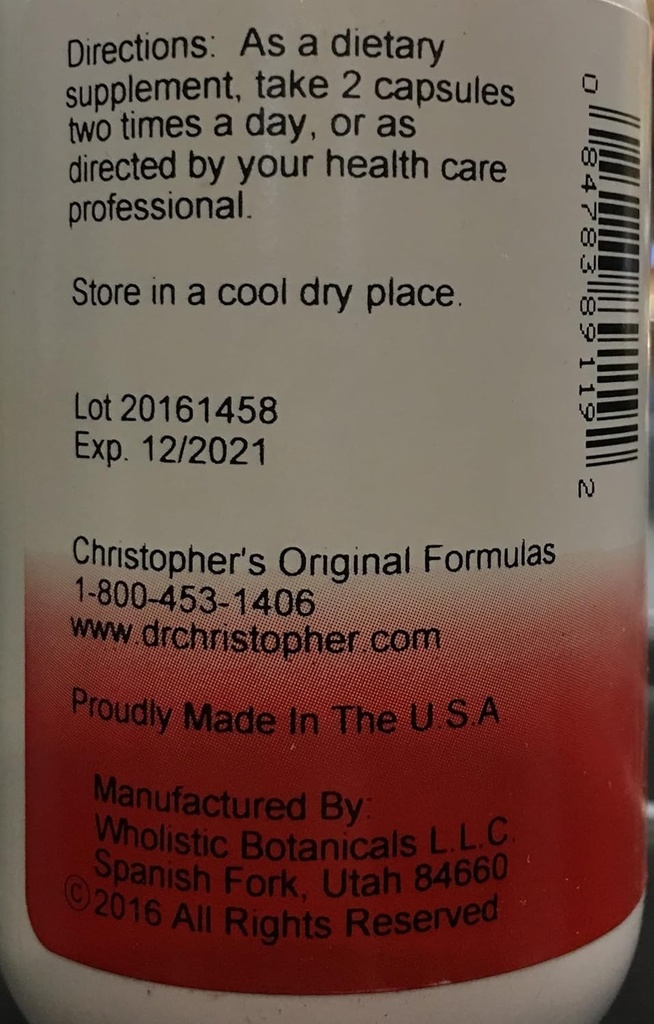 Directions: As a dietary
supplement, take 2 capsules
two times a day, or as
directed by your health care
professional.
Store in a cool dry place.
Lot 20161458
Exp. 12/2021
Christopher's Original Formulas
1-800-453-1406
www.drchristopher.com
Proudly Made In The U.S.A
Manufactured By:
Wholistic Botanicals L.L.C.
Spanish Fork, Utah 84660
©2016 All Rights Reserved
0 84783 89119 2